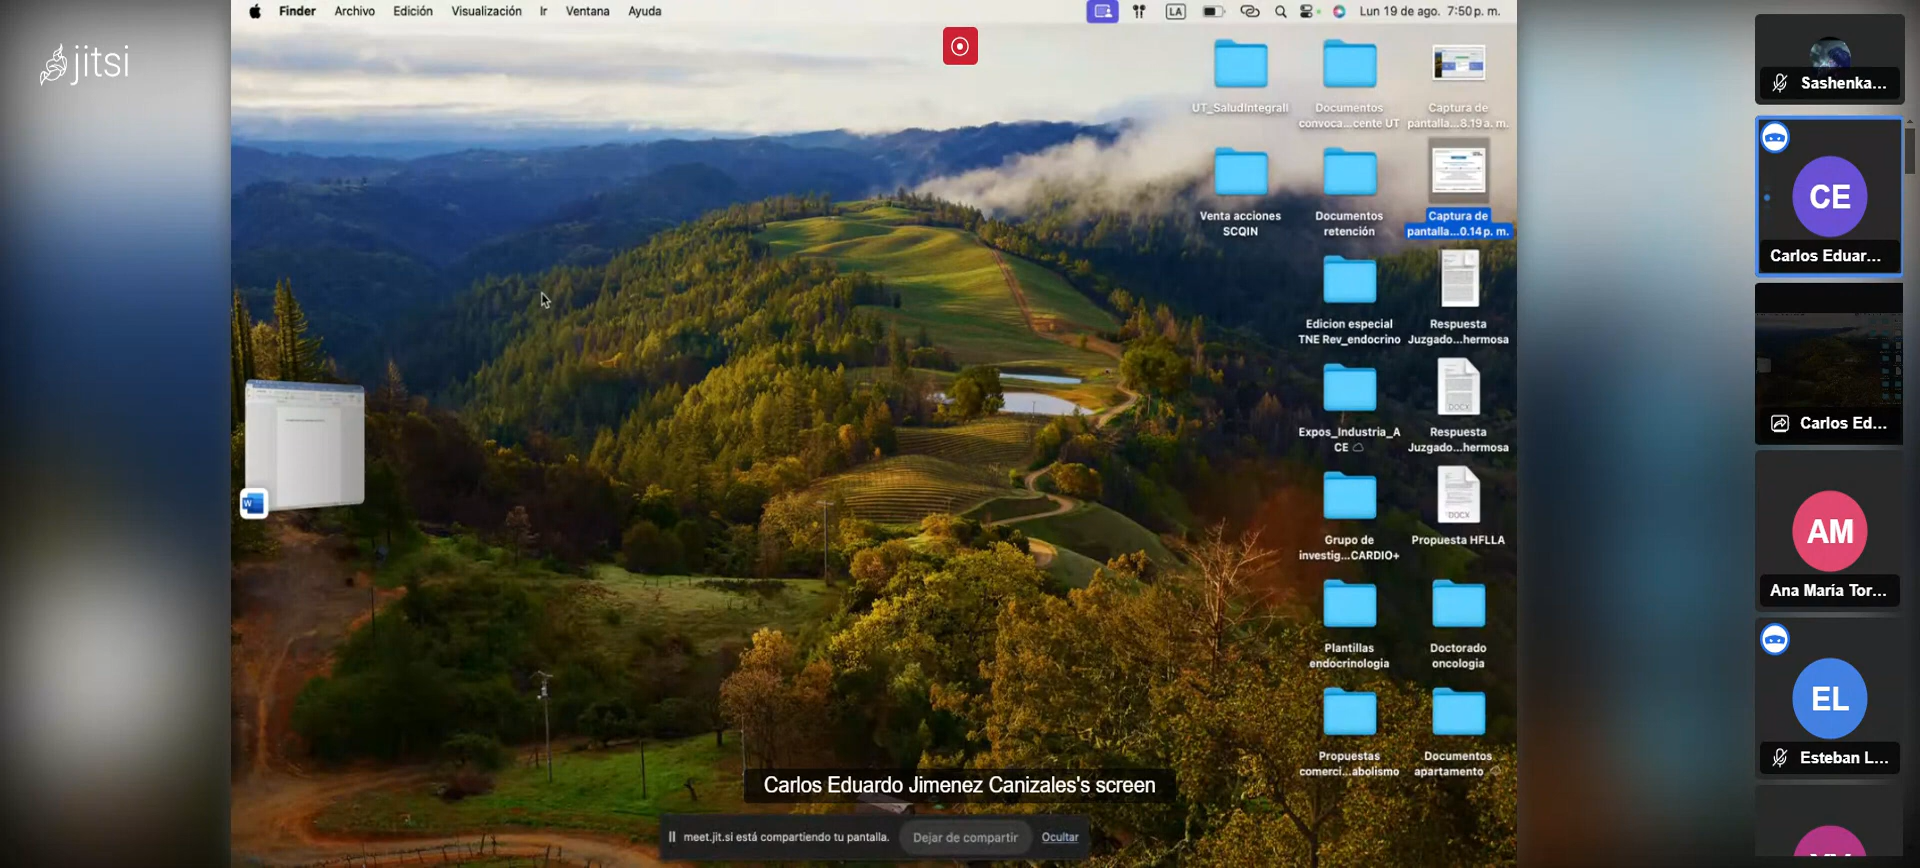 Finder Archivo Edición Visualización Ir Ventana Ayuda
LA
Lun 19 de ago. 7:50 p. m.
jitsi
UT_SaludIntegralI
Documentos
convoca...cente UT
Captura de
pantalla...8.19 a. m.
Venta acciones
SCQIN
Documentos
retención
Captura de
pantalla...0.14 p. m.
Edicion especial
TNE Rev_endocrino
Respuesta
Juzgado...hermosa
Expos_Industria_A
CE
DOCX
Respuesta
Juzgado...hermosa
Grupo de
investig...CARDIO+
DOCX
Propuesta HFLLA
Plantillas
endocrinologia
Doctorado
oncologia
Propuestas
comerci...abolismo
Documentos
apartamento
W
Carlos Eduardo Jimenez Canizales's screen
meet.jit.si está compartiendo tu pantalla. Dejar de compartir Ocultar
Sashenka...
CE
Carlos Eduar...
Carlos Ed...
AM
Ana María Tor...
EL
Esteban L...